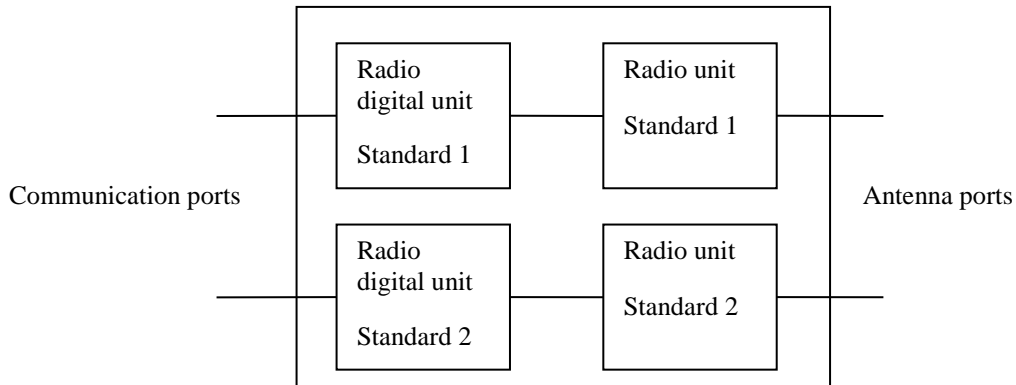 Radio
digital unit
Standard 1
Radio unit
Standard 1
Communication ports
Antenna ports
Radio
digital unit
Standard 2
Radio unit
Standard 2